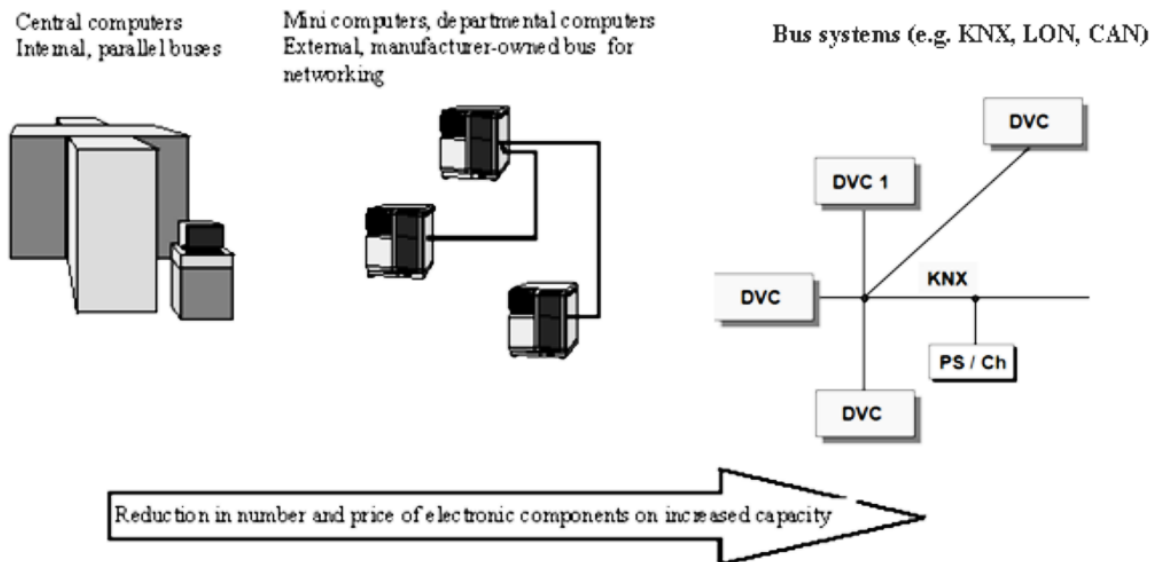 Central computers
Internal, parallel buses
Mini computers, departmental computers
External, manufacturer-owned bus for
networking
Bus systems (e.g. KNX, LON, CAN)
DVC
DVC 1
DVC
KNX
PS / Ch
DVC
Reduction in number and price of electronic components on increased capacity